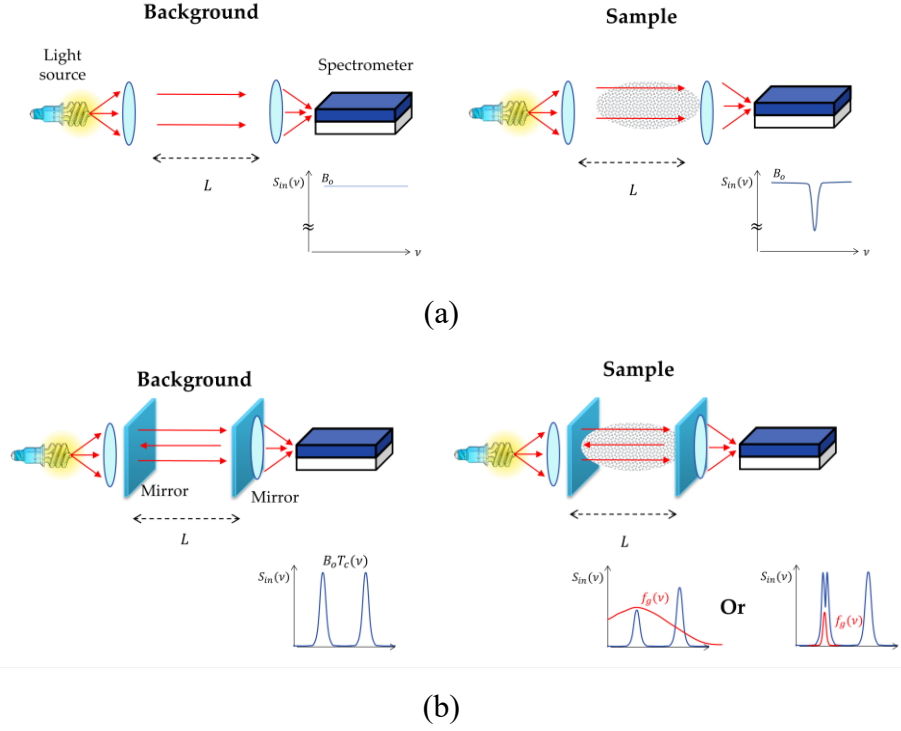 Background
Sample
Light
source
Spectrometer
L
S_in(ν)
B_o
ν
L
S_in(ν)
B_o
ν
(a)
Background
Sample
Mirror
Mirror
L
L
S_in(ν)
B_oT_c(ν)
S_in(ν)
f_g(ν)
Or
S_in(ν)
f_g(ν)
(b)